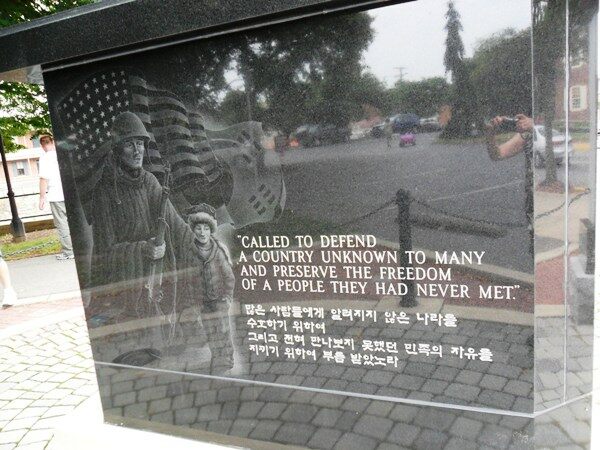 "CALLED TO DEFEND
A COUNTRY UNKNOWN TO MANY
AND PRESERVE THE FREEDOM
OF A PEOPLE THEY HAD NEVER MET."
많은 사람들에게 알려지지 않은 나라를
수호하기 위하여
그리고 전혀 만나보지 못했던 민족의 자유를
지키기 위하여 부름 받았노라